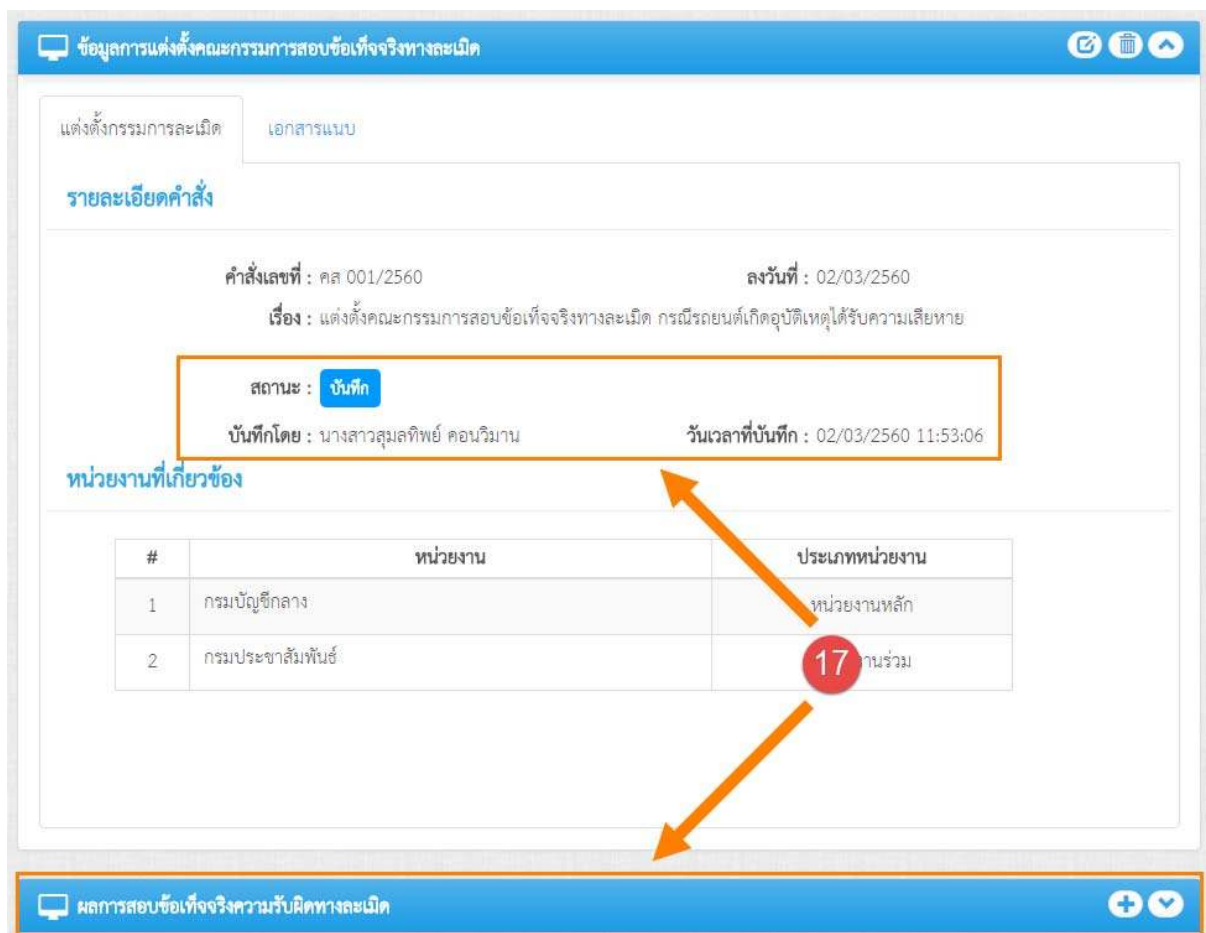 ข้อมูลการแต่งตั้งคณะกรรมการสอบข้อเท็จจริงทางละเมิด
แต่งตั้งกรรมการละเมิด เอกสารแนบ
รายละเอียดคำสั่ง
คำสั่งเลขที่ : คส 001/2560 ลงวันที่ : 02/03/2560
เรื่อง : แต่งตั้งคณะกรรมการสอบข้อเท็จจริงทางละเมิด กรณีรถยนต์เกิดอุบัติเหตุได้รับความเสียหาย
สถานะ : บันทึก
บันทึกโดย : นางสาวสุมลทิพย์ คอนวิมาน วันเวลาที่บันทึก : 02/03/2560 11:53:06
หน่วยงานที่เกี่ยวข้อง
# หน่วยงาน ประเภทหน่วยงาน
1 กรมบัญชีกลาง หน่วยงานหลัก
2 กรมประชาสัมพันธ์ 17 านร่วม
ผลการสอบข้อเท็จจริงความรับผิดทางละเมิด